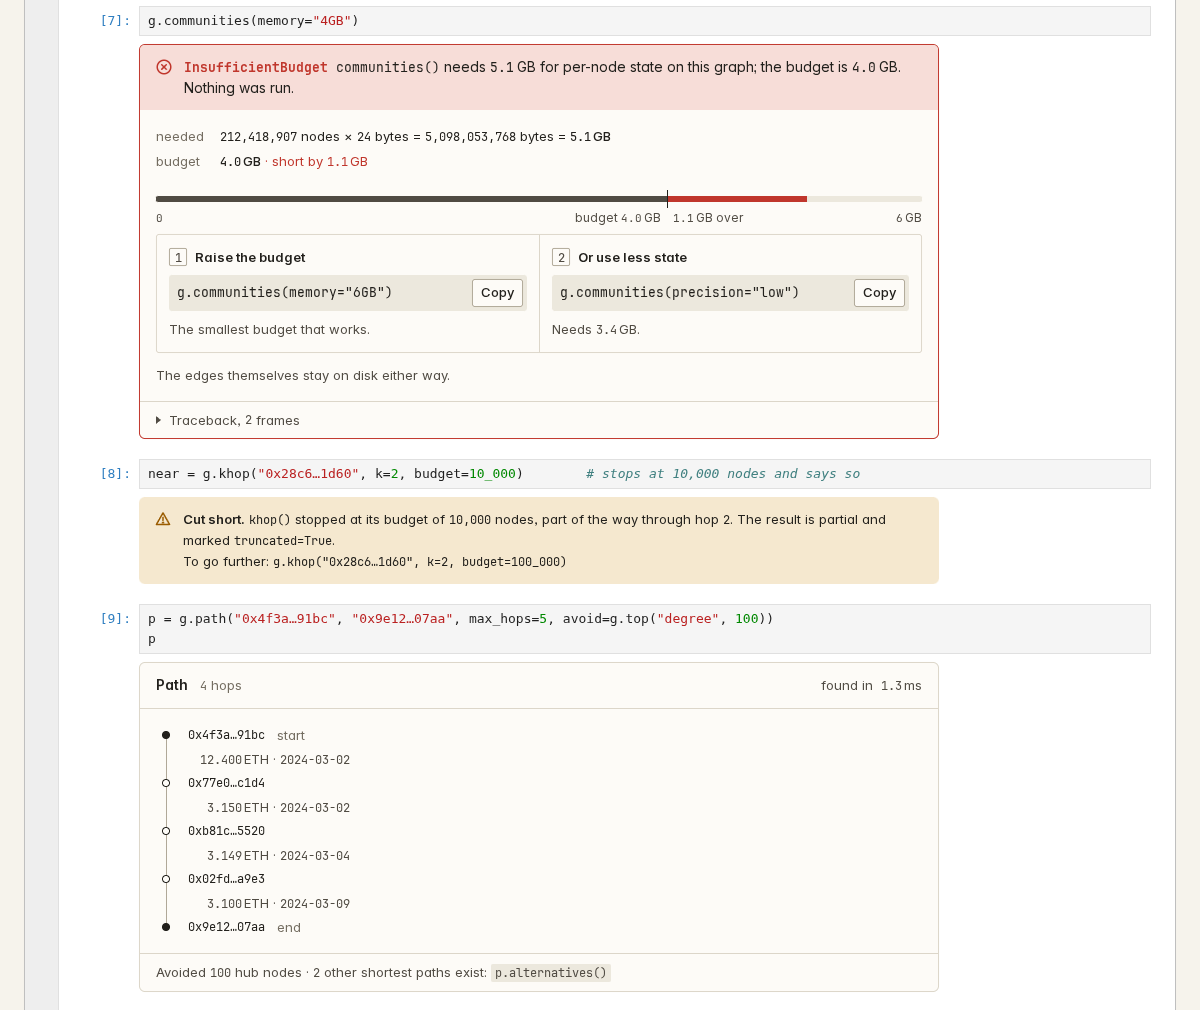 [7]: g.communities(memory="4GB")
InsufficientBudget communities() needs 5.1 GB for per-node state on this graph; the budget is 4.0 GB.
Nothing was run.
needed 212,418,907 nodes × 24 bytes = 5,098,053,768 bytes = 5.1 GB
budget 4.0 GB · short by 1.1 GB
0 budget 4.0 GB 1.1 GB over 6 GB
1 Raise the budget
g.communities(memory="6GB") Copy
The smallest budget that works.
2 Or use less state
g.communities(precision="low") Copy
Needs 3.4 GB.
The edges themselves stay on disk either way.
Traceback, 2 frames
[8]: near = g.khop("0x28c6…1d60", k=2, budget=10_000) # stops at 10,000 nodes and says so
Cut short. khop() stopped at its budget of 10,000 nodes, part of the way through hop 2. The result is partial and
marked truncated=True.
To go further: g.khop("0x28c6…1d60", k=2, budget=100_000)
[9]: p = g.path("0x4f3a…91bc", "0x9e12…07aa", max_hops=5, avoid=g.top("degree", 100))
p
Path 4 hops found in 1.3 ms
0x4f3a…91bc start
12.400 ETH · 2024-03-02
0x77e0…c1d4
3.150 ETH · 2024-03-02
0xb81c…5520
3.149 ETH · 2024-03-04
0x02fd…a9e3
3.100 ETH · 2024-03-09
0x9e12…07aa end
Avoided 100 hub nodes · 2 other shortest paths exist: p.alternatives()